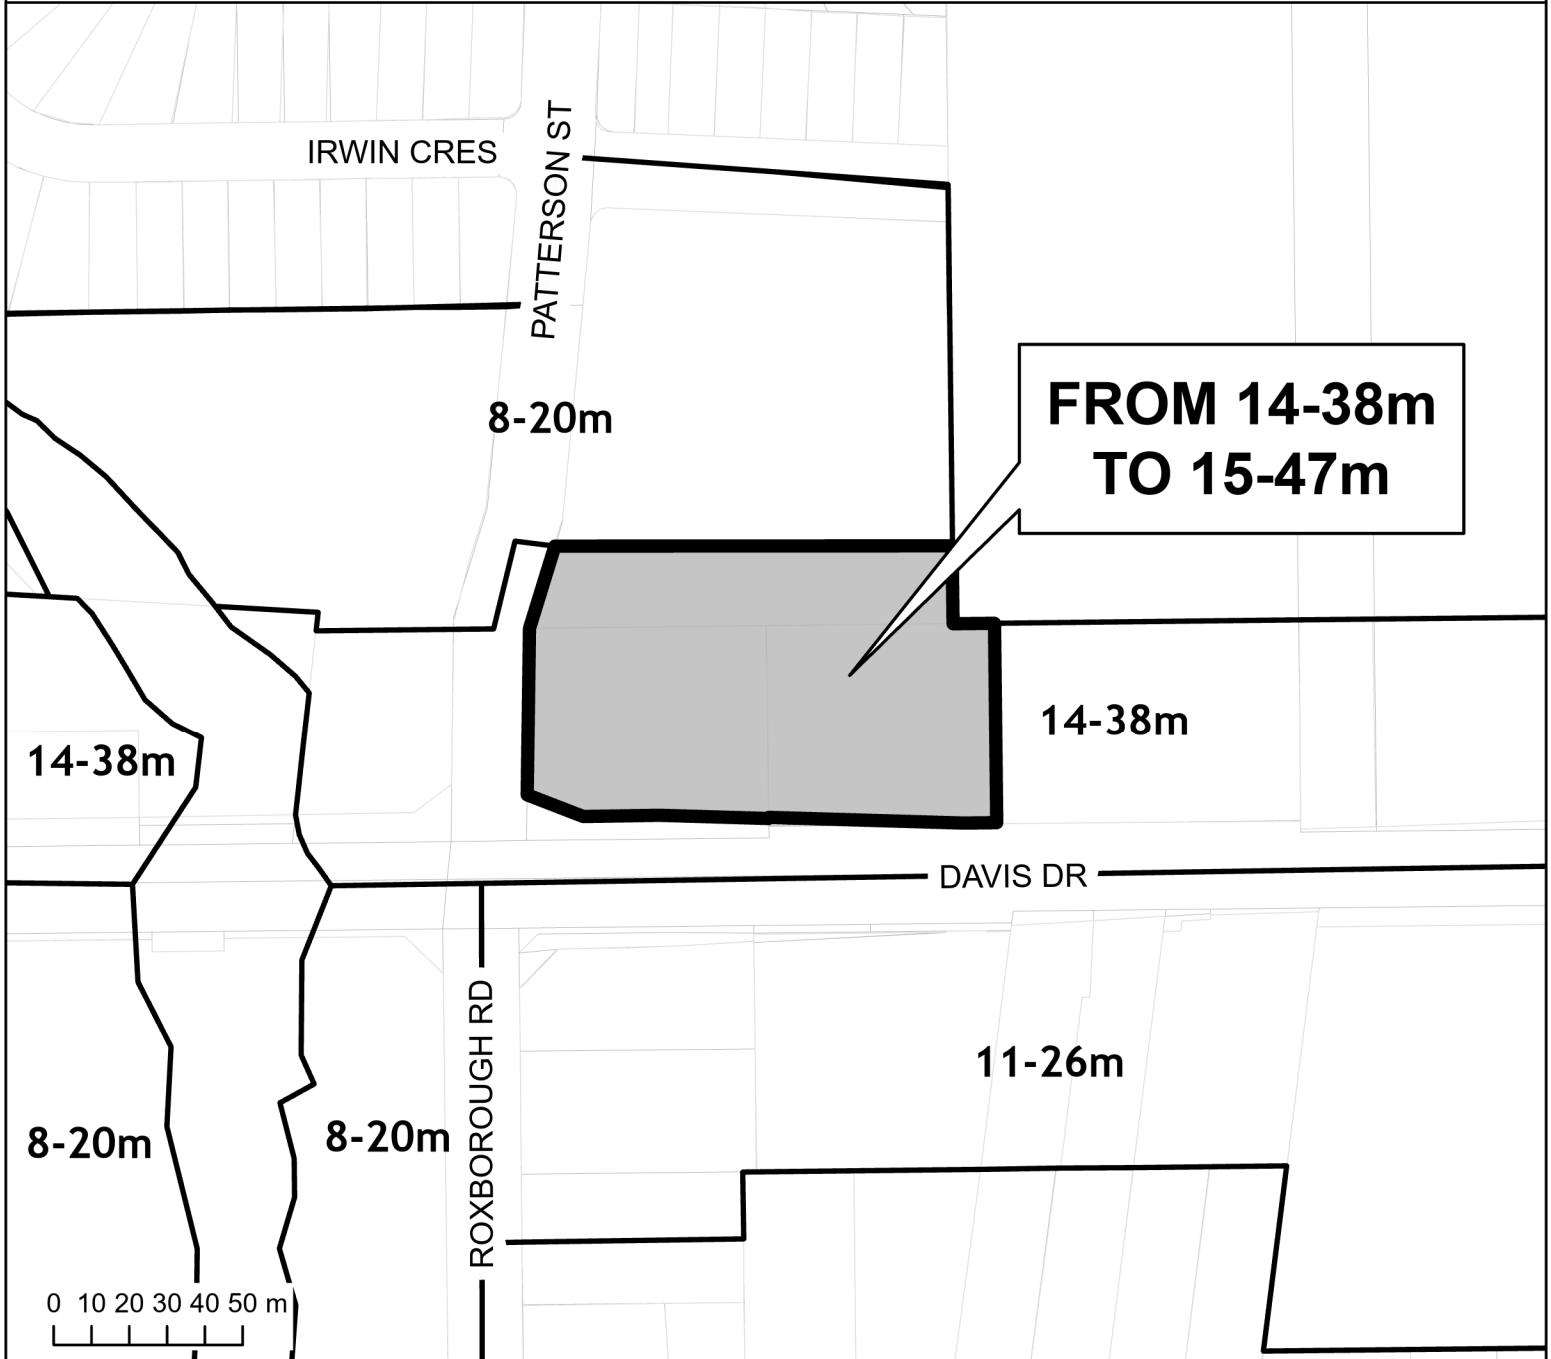 IRWIN CRES
PATTERSON ST
8-20m
FROM 14-38m
TO 15-47m
14-38m
14-38m
DAVIS DR
ROXBOROUGH RD
11-26m
8-20m
8-20m
0 10 20 30 40 50 m